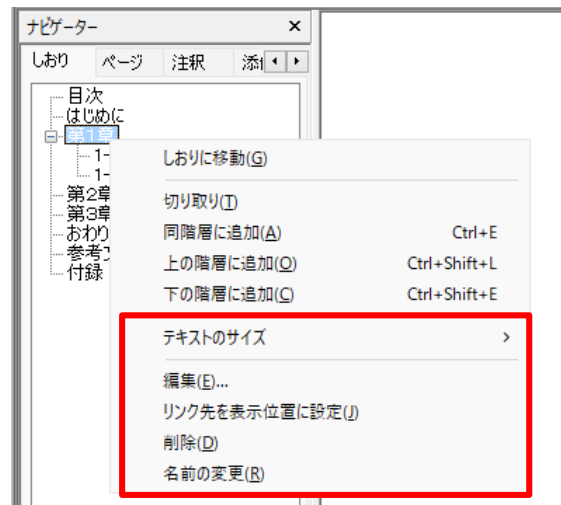 ナビゲーター ×
しおり ページ 注釈
目次
はじめに
第1章
1-
1-
第2章
第3章
おわり
参考
付録
しおりに移動(G)
切り取り(T)
同階層に追加(A) Ctrl+E
上の階層に追加(O) Ctrl+Shift+L
下の階層に追加(C) Ctrl+Shift+E
テキストのサイズ >
編集(E)...
リンク先を表示位置に設定(J)
削除(D)
名前の変更(R)